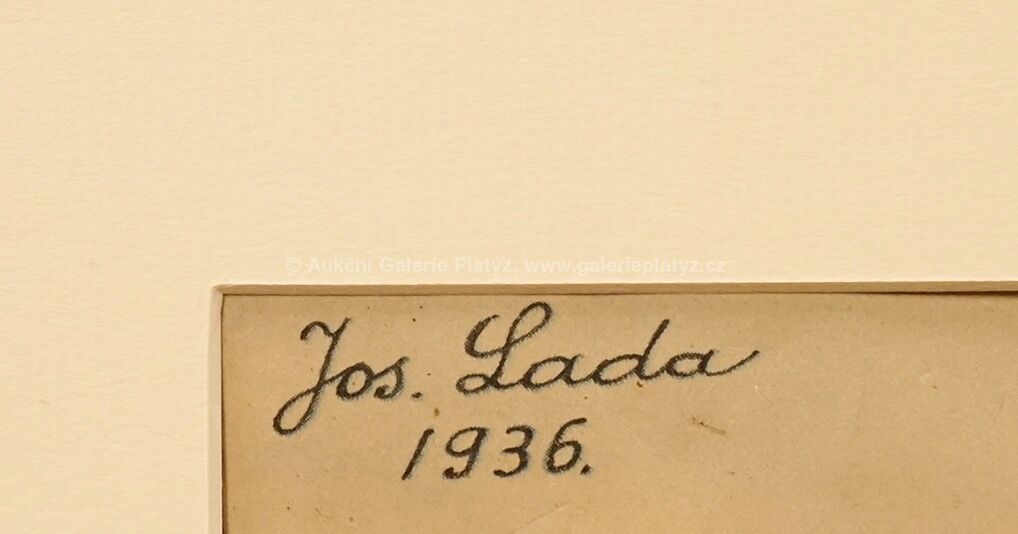 © Aukční Galerie Platýz, www.galerieplatyz.cz
Jos. Lada
1936.